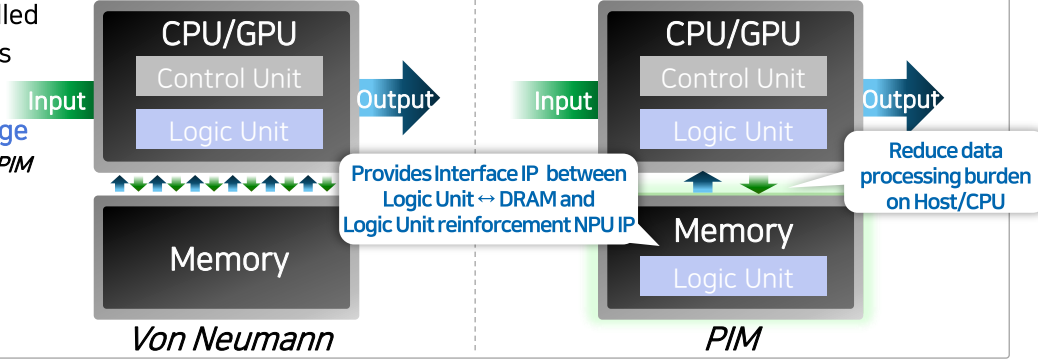 lled
s
ge
PIM
CPU/GPU
Control Unit
Logic Unit
Input
Output
Memory
Von Neumann
Provides Interface IP between
Logic Unit ↔ DRAM and
Logic Unit reinforcement NPU IP
CPU/GPU
Control Unit
Logic Unit
Input
Output
Reduce data
processing burden
on Host/CPU
Memory
Logic Unit
PIM